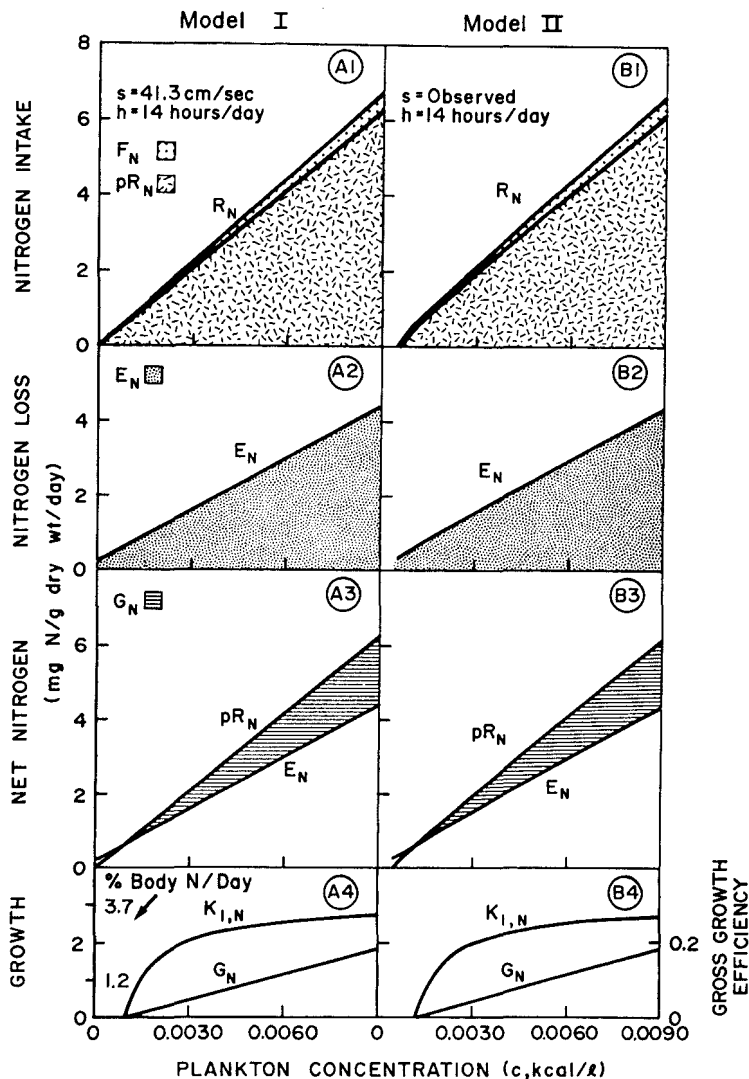 Model I
Model II
NITROGEN INTAKE
8
6
4
2
0
A1
s=41.3 cm/sec
h=14 hours/day
F_N
pR_N
R_N
B1
s=Observed
h=14 hours/day
R_N
NITROGEN LOSS
4
2
0
E_N
A2
E_N
B2
E_N
(mg N/g dry wt/day)
NET NITROGEN
6
4
2
0
G_N
A3
pR_N
E_N
B3
pR_N
E_N
GROWTH
2
0
% Body N/Day
3.7
1.2
A4
K_1,N
G_N
B4
K_1,N
G_N
0.2
0
GROSS GROWTH
EFFICIENCY
0 0.0030 0.0060 0 0.0030 0.0060 0.0090
PLANKTON CONCENTRATION (c,kcal/ℓ)